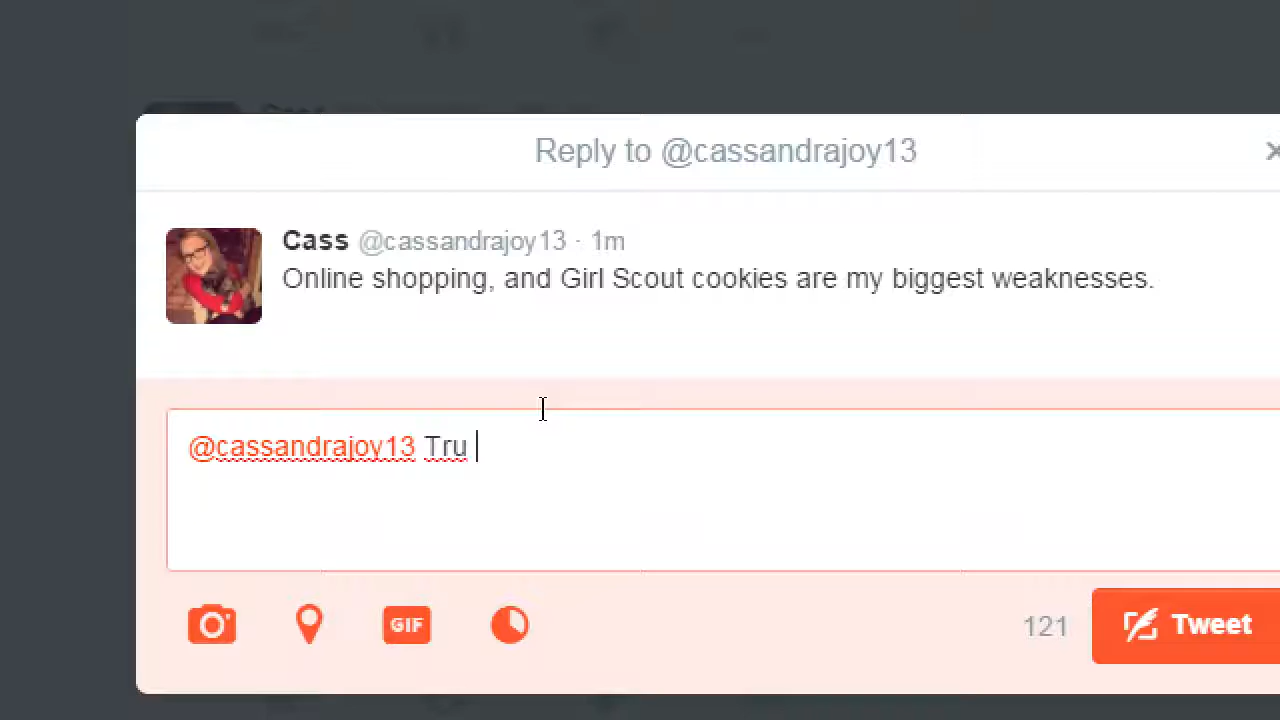 Reply to @cassandrajoy13
Cass @cassandrajoy13 · 1m
Online shopping, and Girl Scout cookies are my biggest weaknesses.
@cassandrajoy13 Tru
GIF
121 Tweet